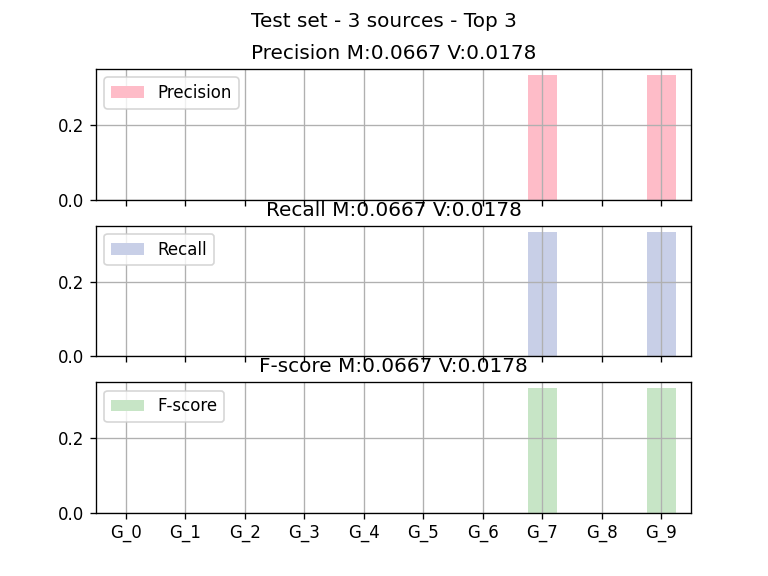 Test set - 3 sources - Top 3
Precision M:0.0667 V:0.0178
Precision
0.2
0.0
Recall M:0.0667 V:0.0178
Recall
0.2
0.0
F-score M:0.0667 V:0.0178
F-score
0.2
0.0
G_0 G_1 G_2 G_3 G_4 G_5 G_6 G_7 G_8 G_9